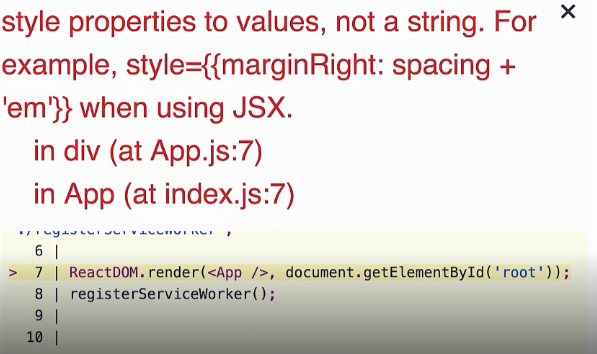 style properties to values, not a string. For
example, style={{marginRight: spacing +
'em'}} when using JSX.
in div (at App.js:7)
in App (at index.js:7)
'./registerServiceWorker';
6 |
> 7 | ReactDOM.render(<App />, document.getElementById('root'));
8 | registerServiceWorker();
9 |
10 |